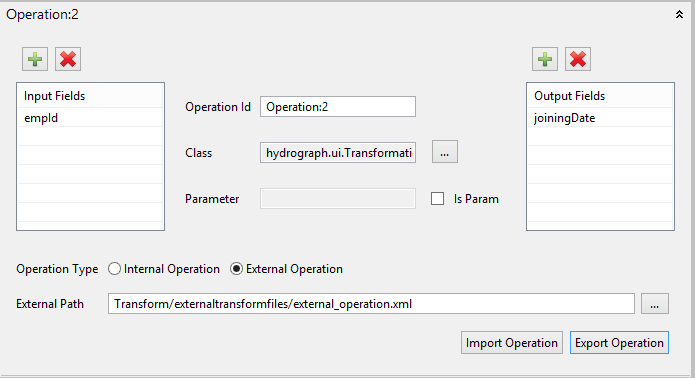 Operation:2
Input Fields
empId
Operation Id
Operation:2
Class
hydrograph.ui.Transformati
...
Parameter
Is Param
Output Fields
joiningDate
Operation Type
Internal Operation
External Operation
External Path
Transform/externaltransformfiles/external_operation.xml
...
Import Operation
Export Operation